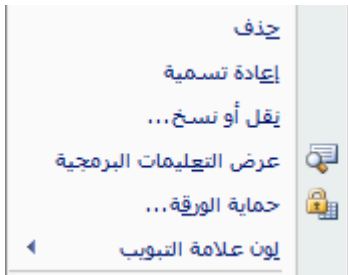 حذف
إعادة تسمية
نقل أو نسخ...
عرض التعليمات البرمجية
حماية الورقة...
لون علامة التبويب